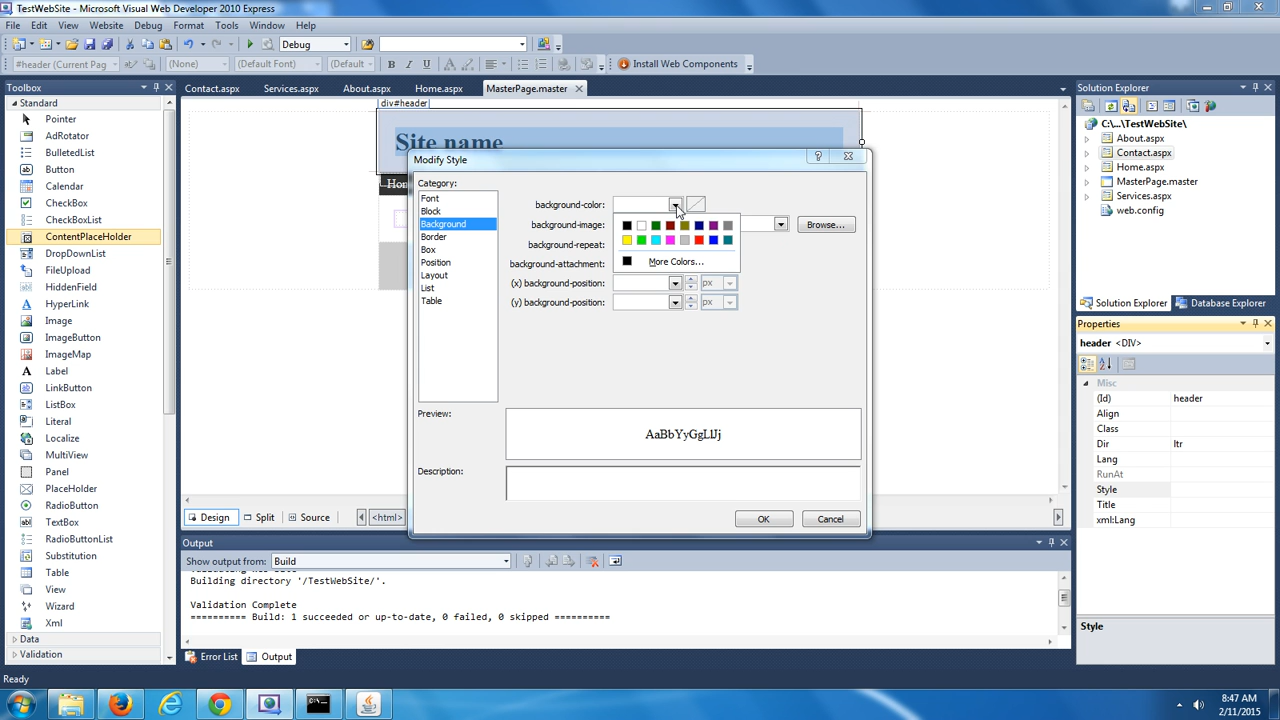 TestWebSite - Microsoft Visual Web Developer 2010 Express
File Edit View Website Debug Format Tools Window Help
Debug
#header (Current Pag (None) (Default Font) (Default B I U A Install Web Components
Toolbox
Contact.aspx Services.aspx About.aspx Home.aspx MasterPage.master
Solution Explorer
Standard
Pointer
AdRotator
BulletedList
Button
Calendar
CheckBox
CheckBoxList
ContentPlaceHolder
DropDownList
FileUpload
HiddenField
HyperLink
Image
ImageButton
ImageMap
Label
LinkButton
ListBox
Literal
Localize
MultiView
Panel
PlaceHolder
RadioButton
TextBox
RadioButtonList
Substitution
Table
View
Wizard
Xml
Data
Validation
div#header
Site name
Hom
Modify Style
Category:
Font
Block
Background
Border
Box
Position
Layout
List
Table
background-color:
background-image: Browse...
background-repeat:
background-attachment:
More Colors...
(x) background-position: px
(y) background-position: px
Preview:
AaBbYyGgLlJj
Description:
OK Cancel
Design Split Source <html>
Output
Show output from: Build
Building directory '/TestWebSite/'.
Validation Complete
========== Build: 1 succeeded or up-to-date, 0 failed, 0 skipped ==========
Error List Output
C:\...\TestWebSite\
About.aspx
Contact.aspx
Home.aspx
MasterPage.master
Services.aspx
web.config
Solution Explorer Database Explorer
Properties
header <DIV>
Misc
(Id) header
Align
Class
Dir ltr
Lang
RunAt
Style
Title
xml:Lang
Style
Ready
8:47 AM
2/11/2015